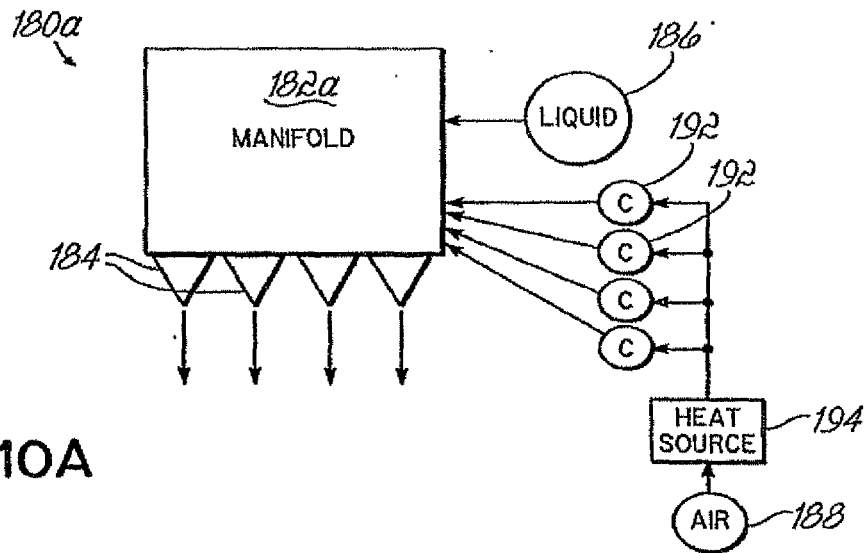 180a
182a
MANIFOLD
186
LIQUID
192
192
C
C
C
C
184
HEAT
SOURCE
194
10A
AIR
188